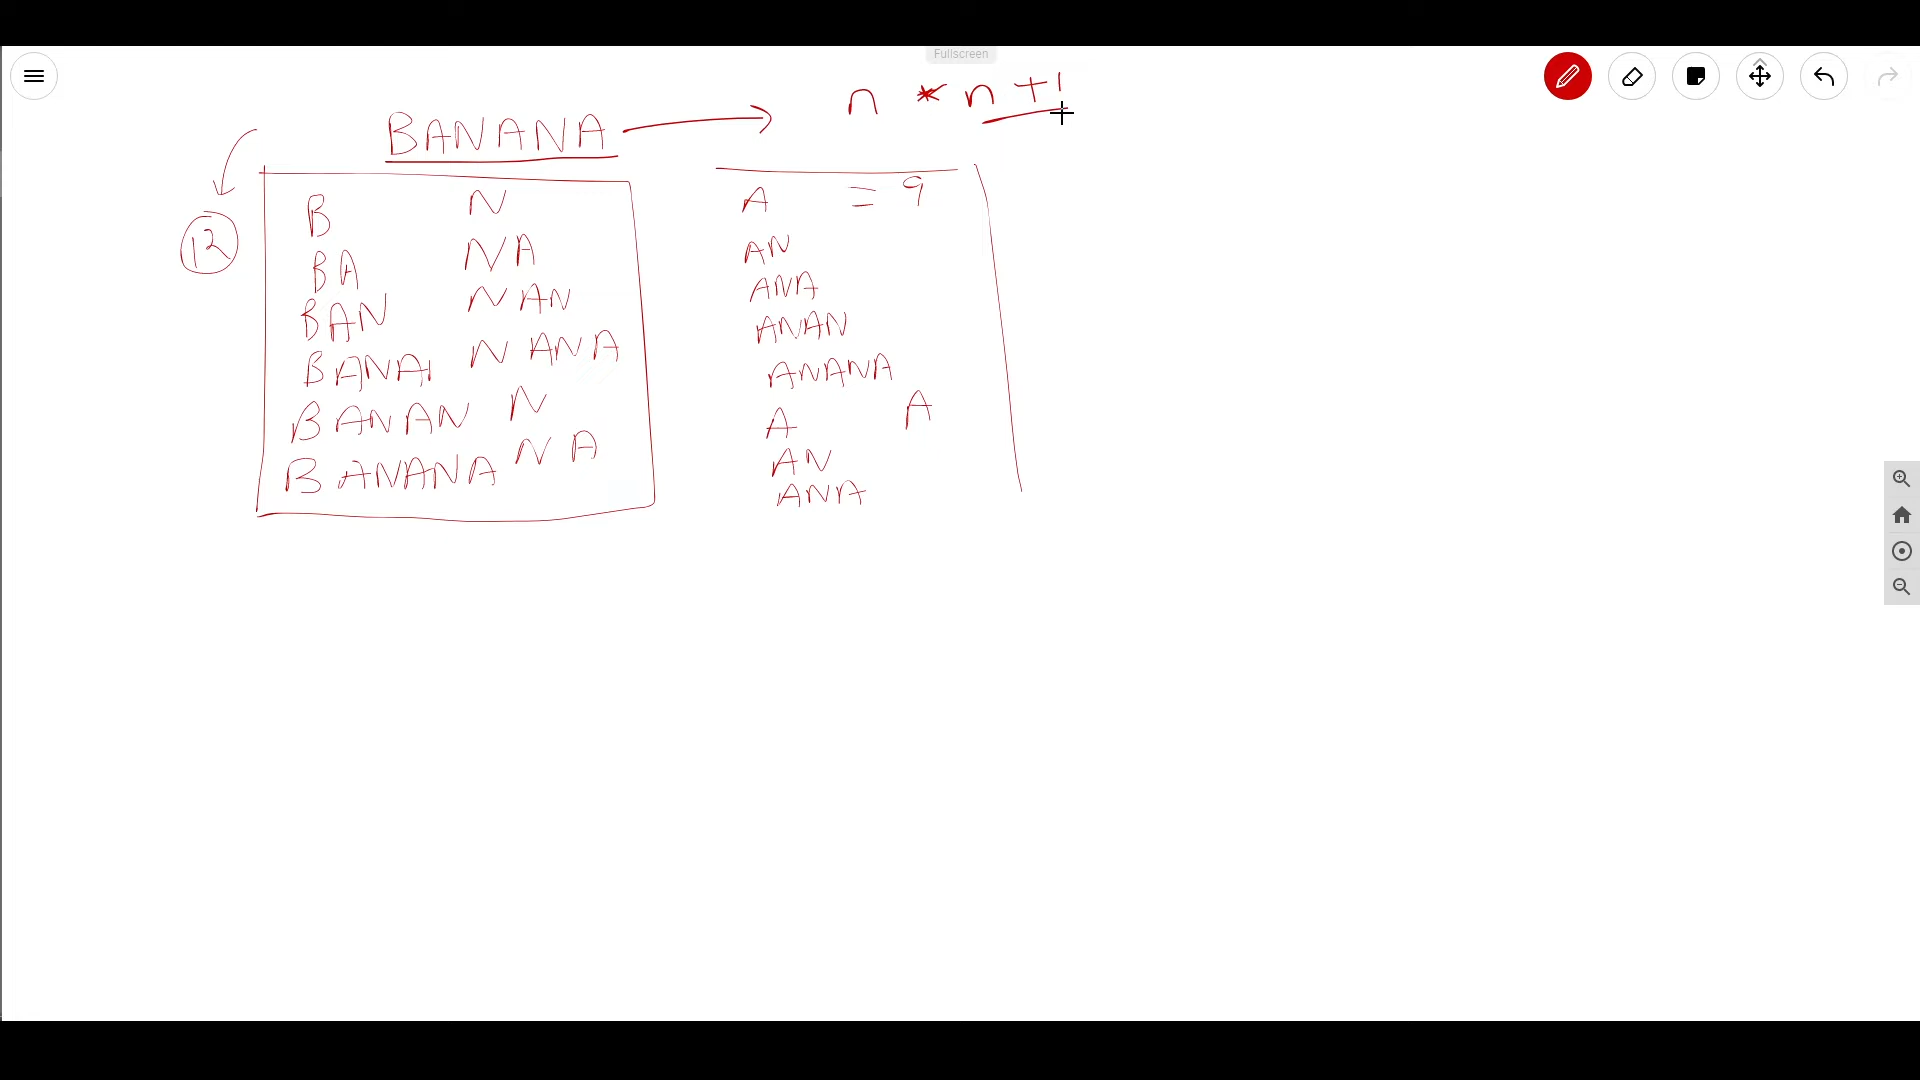 Fullscreen
n * n +1
BANANA
12
B N
BA NA
BAN NAN
BANA NANA
BANAN N
BANANA NA
A = 9
AN
ANA
ANAN
ANANA
A A
AN
ANA